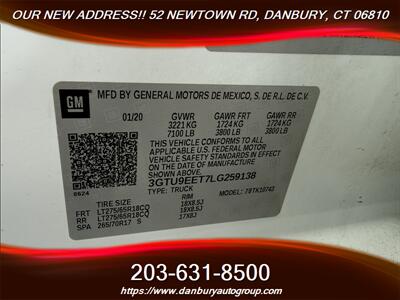 OUR NEW ADDRESS!! 52 NEWTOWN RD, DANBURY, CT 06810
GM
MFD BY GENERAL MOTORS DE MEXICO, S. DE R.L. DE C.V.
01/20 GVWR GAWR FRT GAWR RR
3221 KG 1724 KG 1724 KG
7100 LB 3800 LB 3800 LB
THIS VEHICLE CONFORMS TO ALL APPLICABLE
U.S. FEDERAL MOTOR VEHICLE SAFETY
STANDARDS IN EFFECT ON THE DATE OF
MANUFACTURE SHOWN ABOVE.
3GTU9EET7LG259138
TYPE: TRUCK MODEL: T8TK10743
0624
TIRE SIZE RIM
FRT LT275/65R18CQ 18X8.5J
RR LT275/65R18CQ 18X8.5J
SPA 265/70R17 S 17X8J
203-631-8500
www.danburyautogroup.com